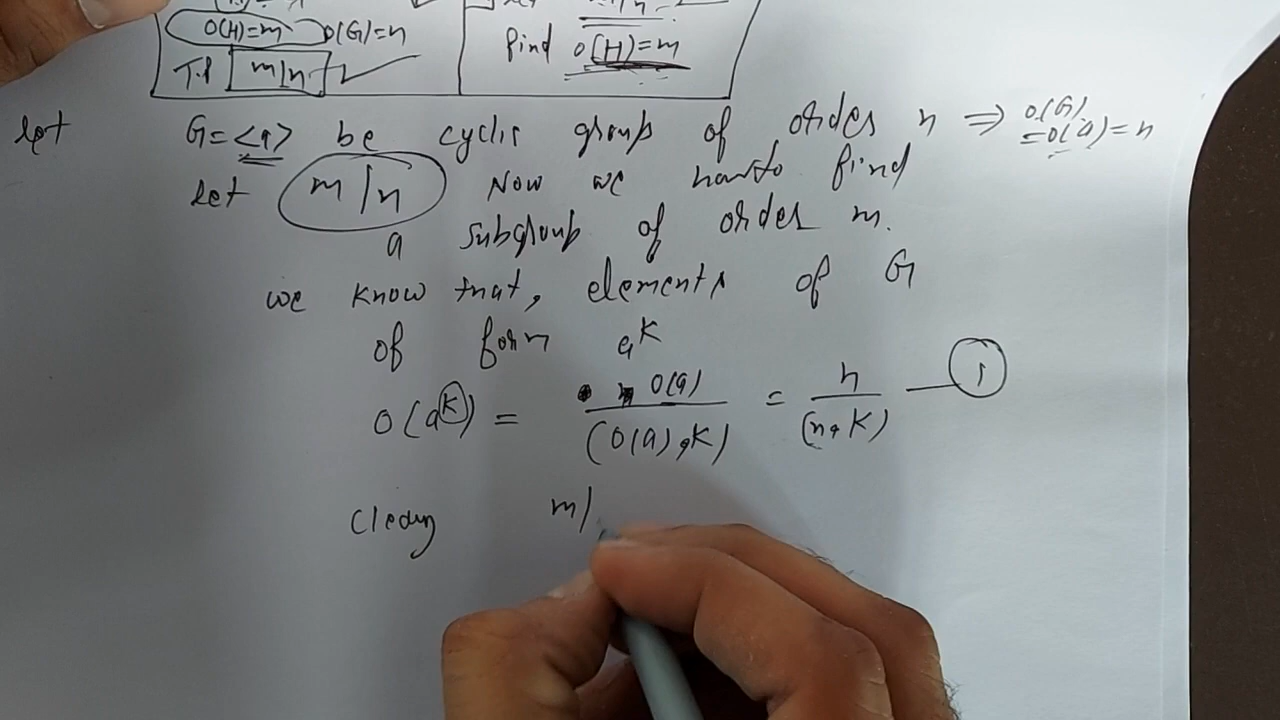 O(H)=m O(G)=n
find O(H)=m
T.P m/n
let G=<a> be cyclic group of order n ⇒ O(G)
=O(a)=n
let m/n Now we have to find
a subgroup of order m.
we know that, elements of G
of form a^K
O(a^K) = O(a) / (O(a), K) = n / (n, K) — 1
Clearly m/